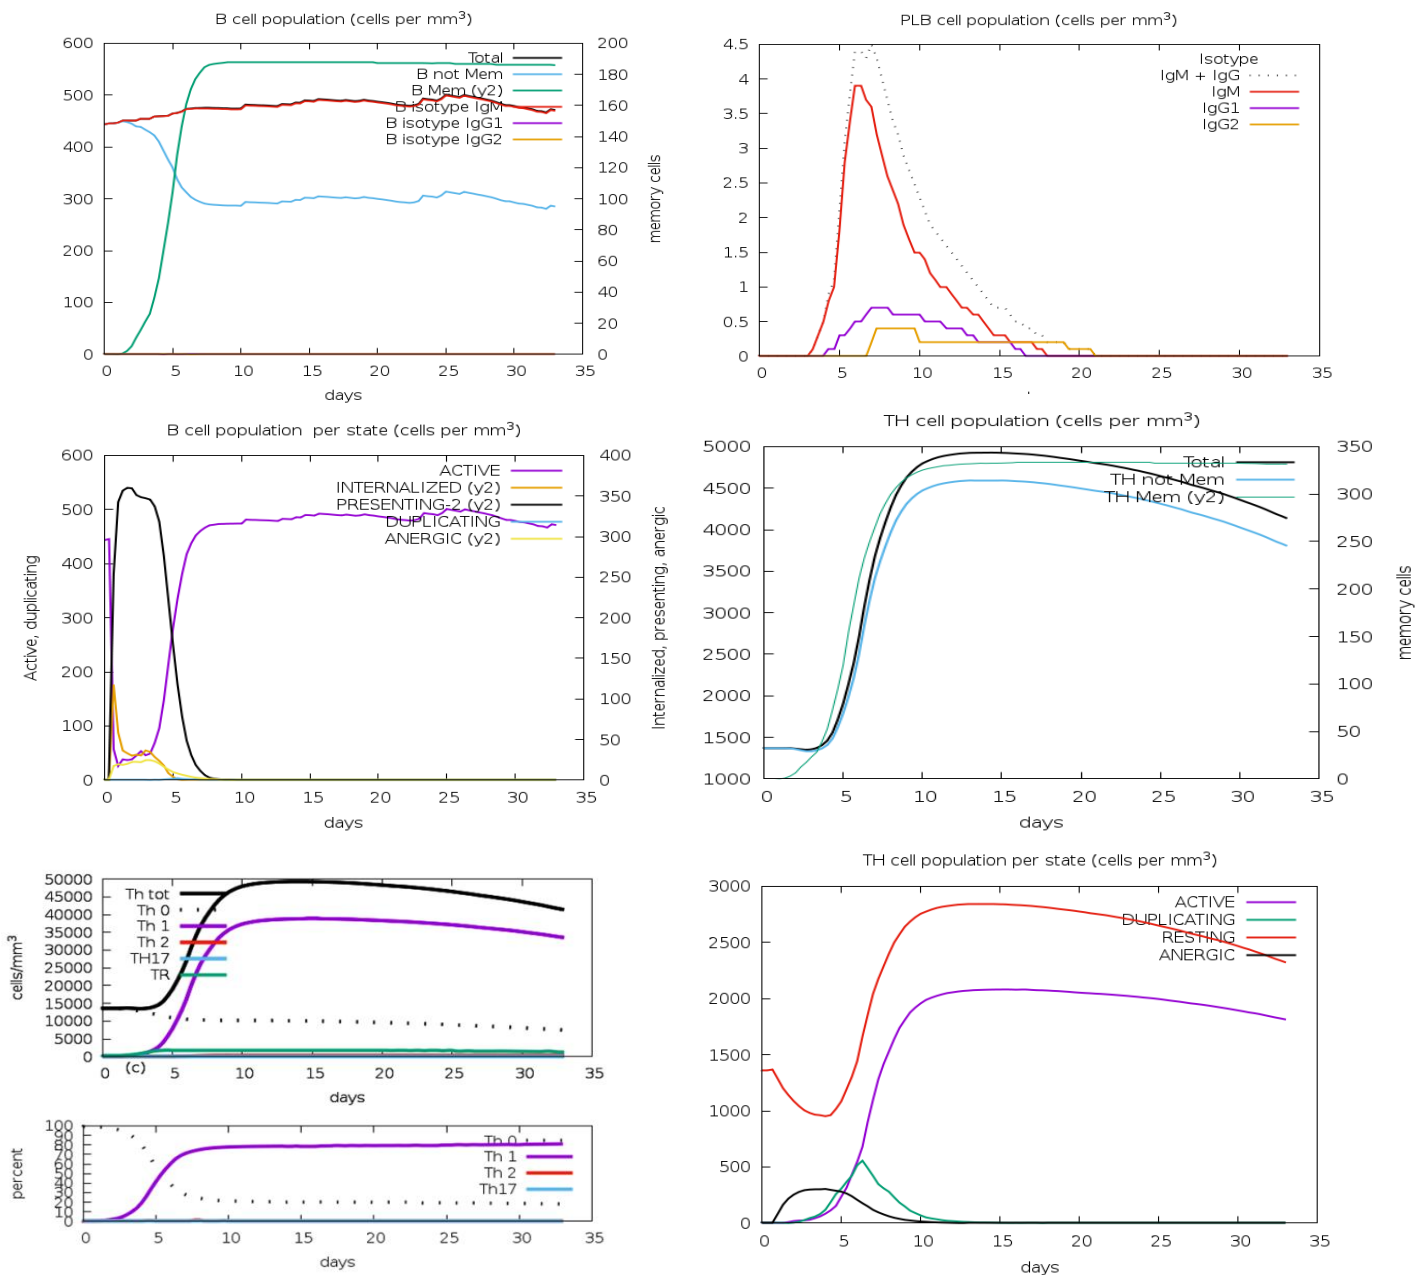 B cell population (cells per mm³)
600
500
400
300
200
100
0
200
180
160
140
120
100
80
60
40
20
0
Total
B not Mem
B Mem (y2)
B isotype IgM
B isotype IgG1
B isotype IgG2
memory cells
0 5 10 15 20 25 30 35
days
PLB cell population (cells per mm³)
4.5
4
3.5
3
2.5
2
1.5
1
0.5
0
Isotype
IgM + IgG
IgM
IgG1
IgG2
0 5 10 15 20 25 30 35
B cell population per state (cells per mm³)
600
500
400
300
200
100
0
400
350
300
250
200
150
100
50
0
ACTIVE
INTERNALIZED (y2)
PRESENTING-2 (y2)
DUPLICATING
ANERGIC (y2)
Active, duplicating
Internalized, presenting, anergic
0 5 10 15 20 25 30 35
days
TH cell population (cells per mm³)
5000
4500
4000
3500
3000
2500
2000
1500
1000
350
300
250
200
150
100
50
0
Total
TH not Mem
TH Mem (y2)
memory cells
0 5 10 15 20 25 30 35
days
50000
45000
40000
35000
30000
25000
20000
15000
10000
5000
0
Th tot
Th 0
Th 1
Th 2
TH17
TR
cells/mm³
(c)
0 5 10 15 20 25 30 35
days
100
90
80
70
60
50
40
30
20
10
0
Th 0
Th 1
Th 2
Th17
percent
0 5 10 15 20 25 30 35
days
TH cell population per state (cells per mm³)
3000
2500
2000
1500
1000
500
0
ACTIVE
DUPLICATING
RESTING
ANERGIC
0 5 10 15 20 25 30 35
days